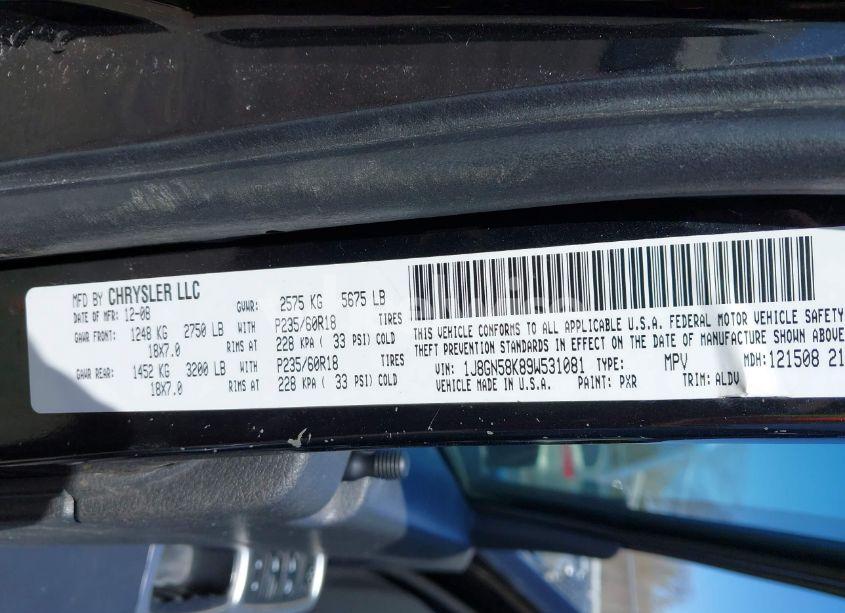 MFD BY CHRYSLER LLC
DATE OF MFR: 12-08 GVWR: 2575 KG 5675 LB
GAWR FRONT: 1248 KG 2750 LB WITH P235/60R18 TIRES
18X7.0 RIMS AT 228 KPA ( 33 PSI) COLD
GAWR REAR: 1452 KG 3200 LB WITH P235/60R18 TIRES
18X7.0 RIMS AT 228 KPA ( 33 PSI) COLD
THIS VEHICLE CONFORMS TO ALL APPLICABLE U.S.A. FEDERAL MOTOR VEHICLE SAFETY
THEFT PREVENTION STANDARDS IN EFFECT ON THE DATE OF MANUFACTURE SHOWN ABOVE
VIN: 1J8GN58K89W531081 TYPE: MPV MDH: 121508 21
VEHICLE MADE IN U.S.A. PAINT: PXR TRIM: ALDV